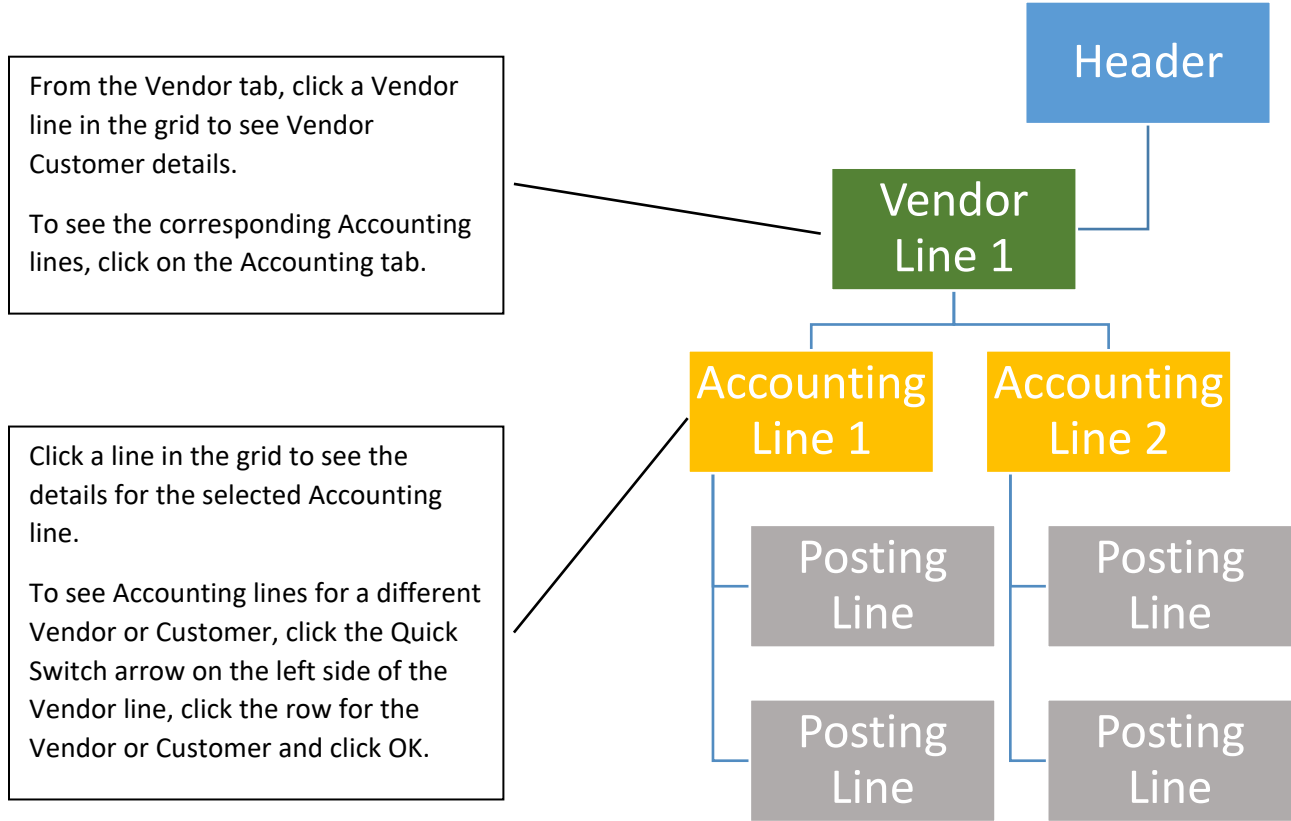 Header
From the Vendor tab, click a Vendor
line in the grid to see Vendor
Customer details.
To see the corresponding Accounting
lines, click on the Accounting tab.
Vendor
Line 1
Accounting
Line 1
Accounting
Line 2
Click a line in the grid to see the
details for the selected Accounting
line.
To see Accounting lines for a different
Vendor or Customer, click the Quick
Switch arrow on the left side of the
Vendor line, click the row for the
Vendor or Customer and click OK.
Posting
Line
Posting
Line
Posting
Line
Posting
Line